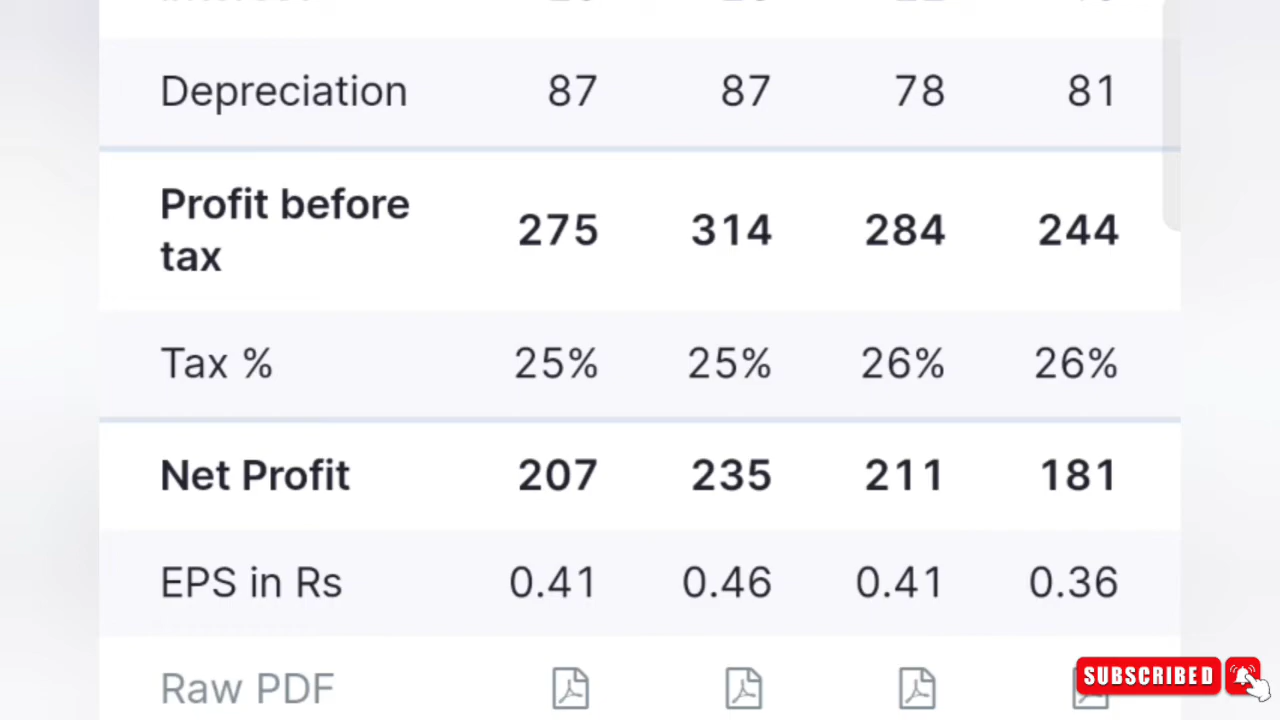 Depreciation 87 87 78 81
Profit before
tax 275 314 284 244
Tax % 25% 25% 26% 26%
Net Profit 207 235 211 181
EPS in Rs 0.41 0.46 0.41 0.36
Raw PDF
SUBSCRIBED